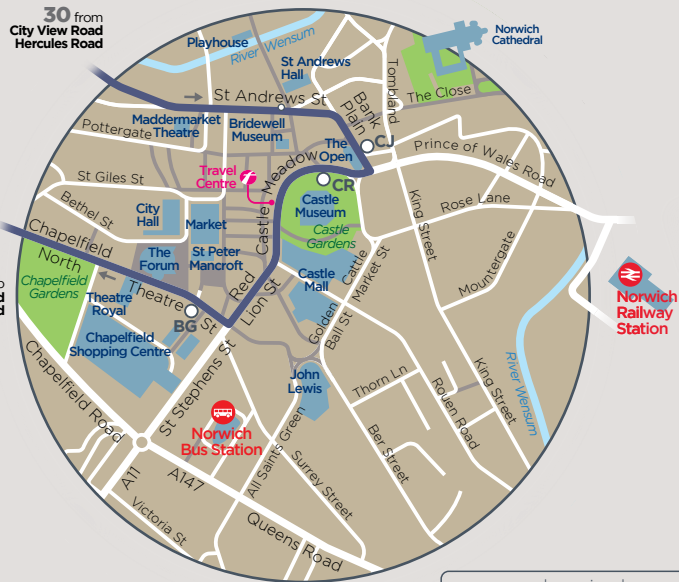 30 from
City View Road
Hercules Road
Playhouse
River Wensum
Norwich
Cathedral
St Andrews
Hall
Tombland
The Close
St Andrews St
Bank
Plain
Maddermarket
Theatre
Bridewell
Museum
Pottergate
The
Open
CJ
Prince of Wales Road
Travel
Centre
Castle Meadow
CR
St Giles St
Bethel St
City
Hall
Market
Castle
Museum
Castle
Gardens
King Street
Rose Lane
Chapelfield
North
Chapelfield
Gardens
The
Forum
St Peter
Mancroft
Red
Lion St
Castle
Mall
Cattle
Market St
Mountergate
Norwich
Railway
Station
Theatre
Royal
Theatre St
BG
Golden
Ball St
Chapelfield
Shopping Centre
St Stephens St
John
Lewis
Thorn Ln
Rouen Road
King Street
River Wensum
Chapelfield Road
Norwich
Bus Station
All Saints Green
Ber Street
Surrey Street
A11
A147
Victoria St
Queens Road